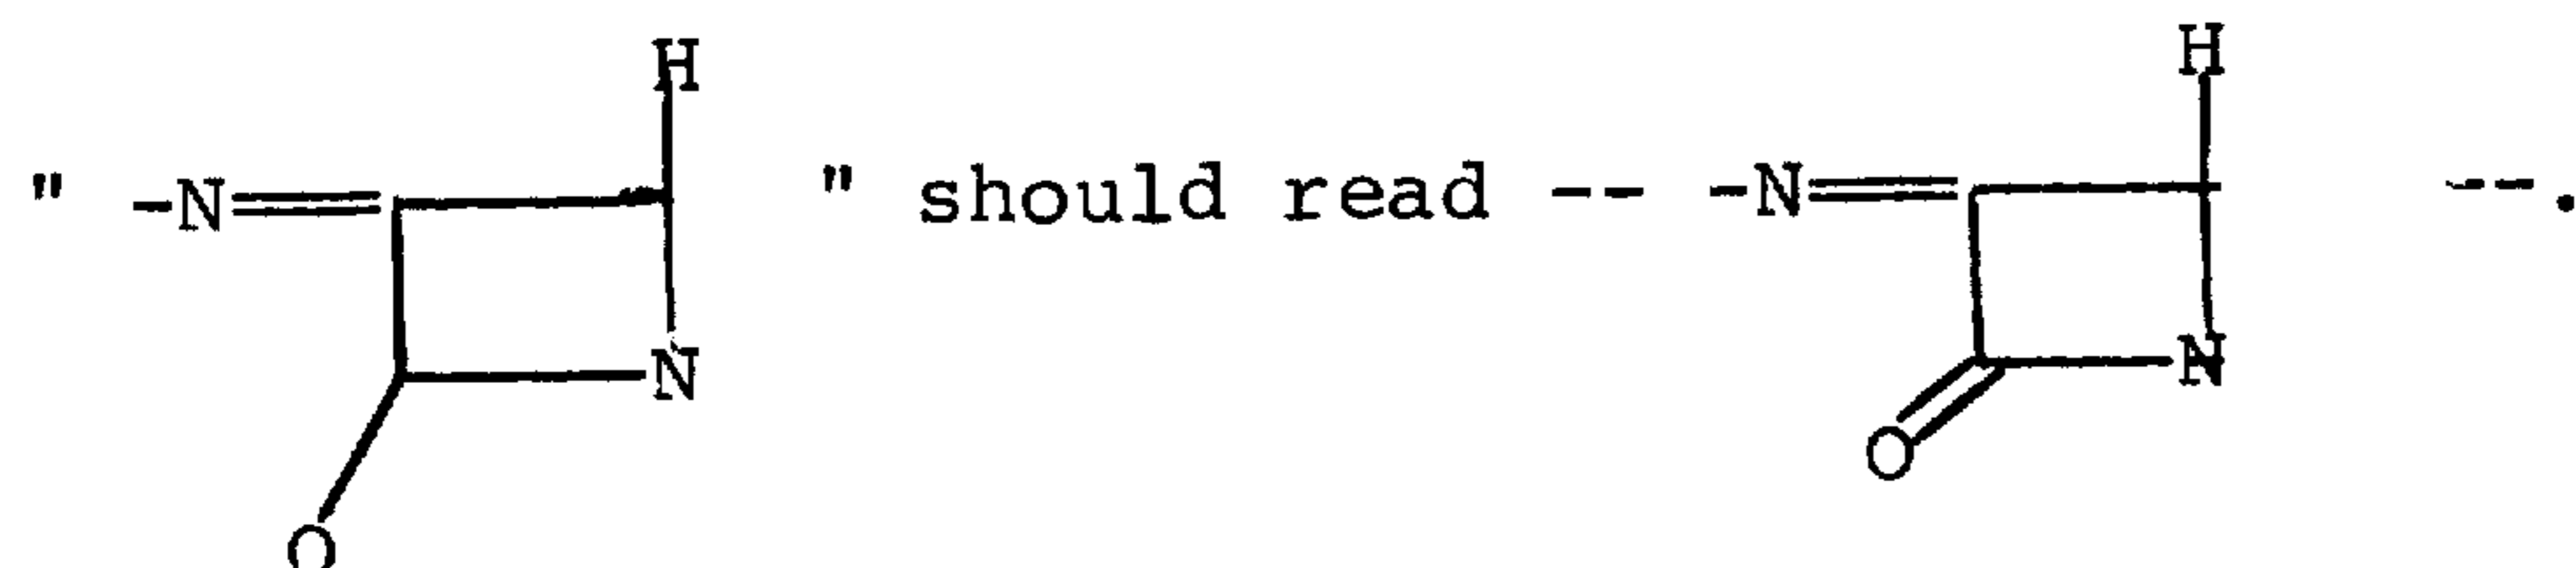 H H
" -N " should read -- -N --.
N N
O O